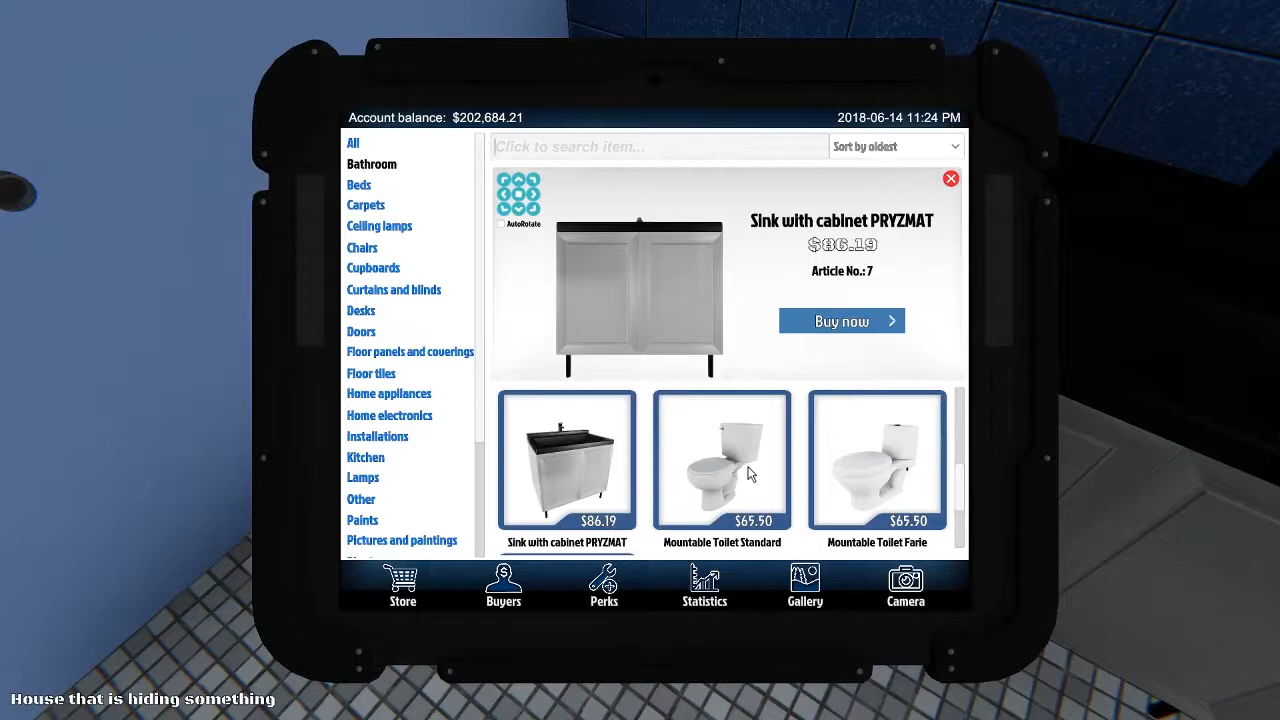 Account balance: $202,684.21
2018-06-14 11:24 PM
All
Bathroom
Beds
Carpets
Ceiling lamps
Chairs
Cupboards
Curtains and blinds
Desks
Doors
Floor panels and coverings
Floor tiles
Home appliances
Home electronics
Installations
Kitchen
Lamps
Other
Paints
Pictures and paintings
Click to search item...
Sort by oldest
AutoRotate
Sink with cabinet PRYZMAT
$86.19
Article No.: 7
Buy now
$86.19
$65.50
$65.50
Sink with cabinet PRYZMAT
Mountable Toilet Standard
Mountable Toilet Farie
Store
Buyers
Perks
Statistics
Gallery
Camera
House that is hiding something